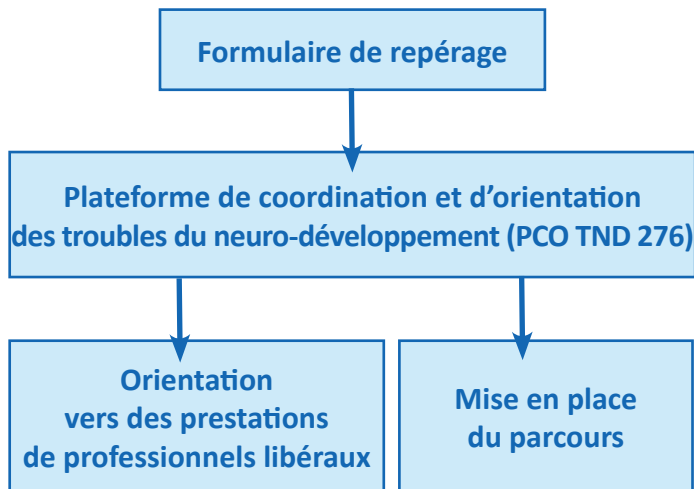 Formulaire de repérage
Plateforme de coordination et d'orientation
des troubles du neuro-développement (PCO TND 276)
Orientation
vers des prestations
de professionnels libéraux
Mise en place
du parcours